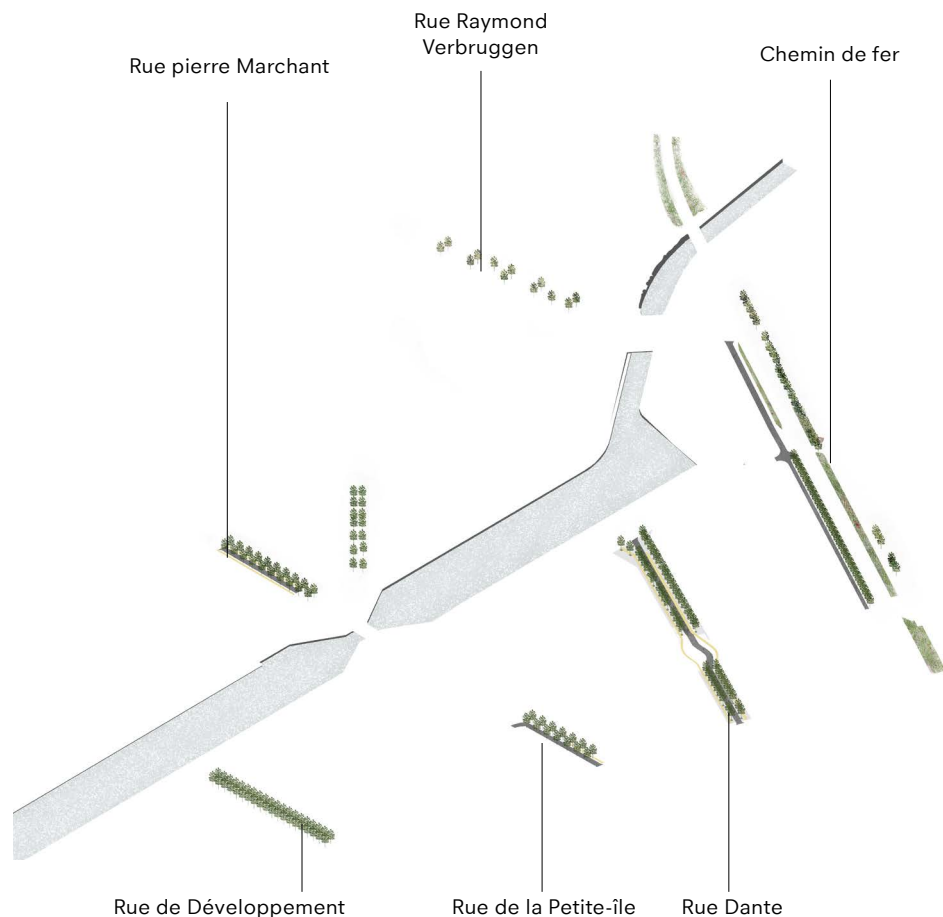 Rue Raymond
Verbruggen
Chemin de fer
Rue pierre Marchant
Rue de Développement
Rue de la Petite-île
Rue Dante